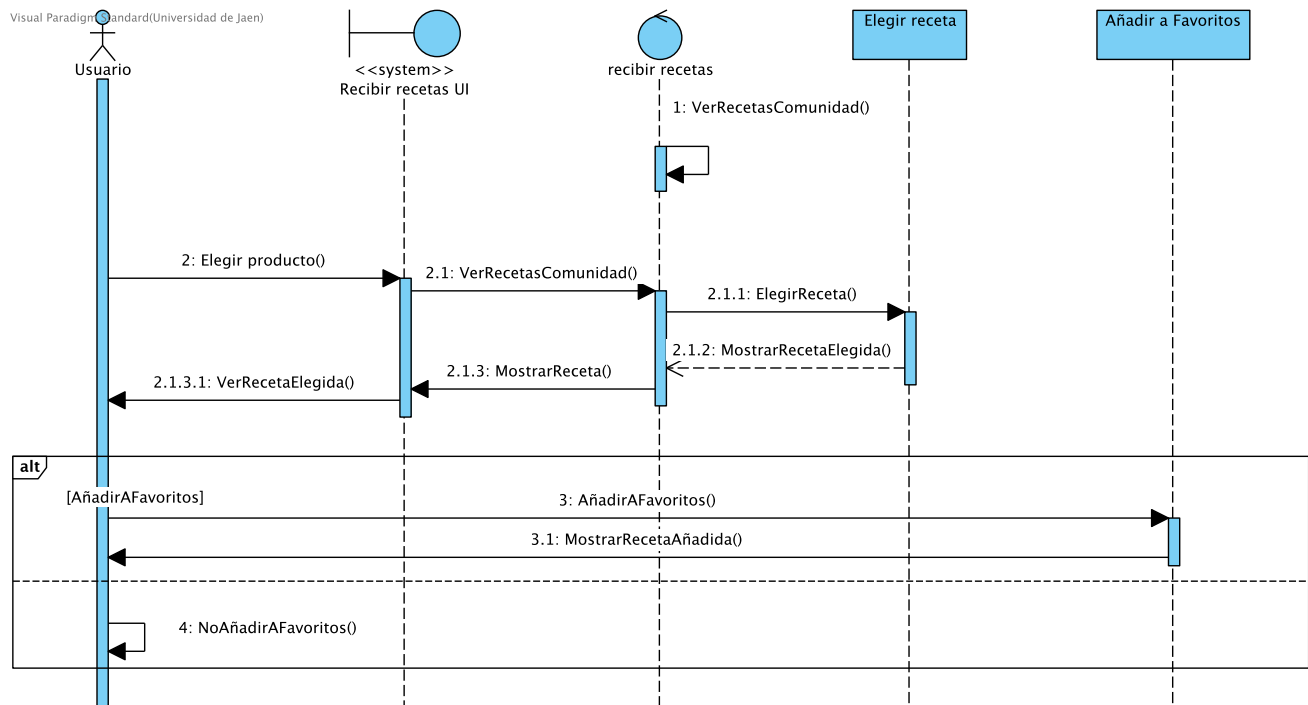 Visual Paradigm Standard(Universidad de Jaen)
Usuario
<<system>>
Recibir recetas UI
recibir recetas
Elegir receta
Añadir a Favoritos
1: VerRecetasComunidad()
2: Elegir producto()
2.1: VerRecetasComunidad()
2.1.1: ElegirReceta()
2.1.2: MostrarRecetaElegida()
2.1.3: MostrarReceta()
2.1.3.1: VerRecetaElegida()
alt
[AñadirAFavoritos]
3: AñadirAFavoritos()
3.1: MostrarRecetaAñadida()
4: NoAñadirAFavoritos()